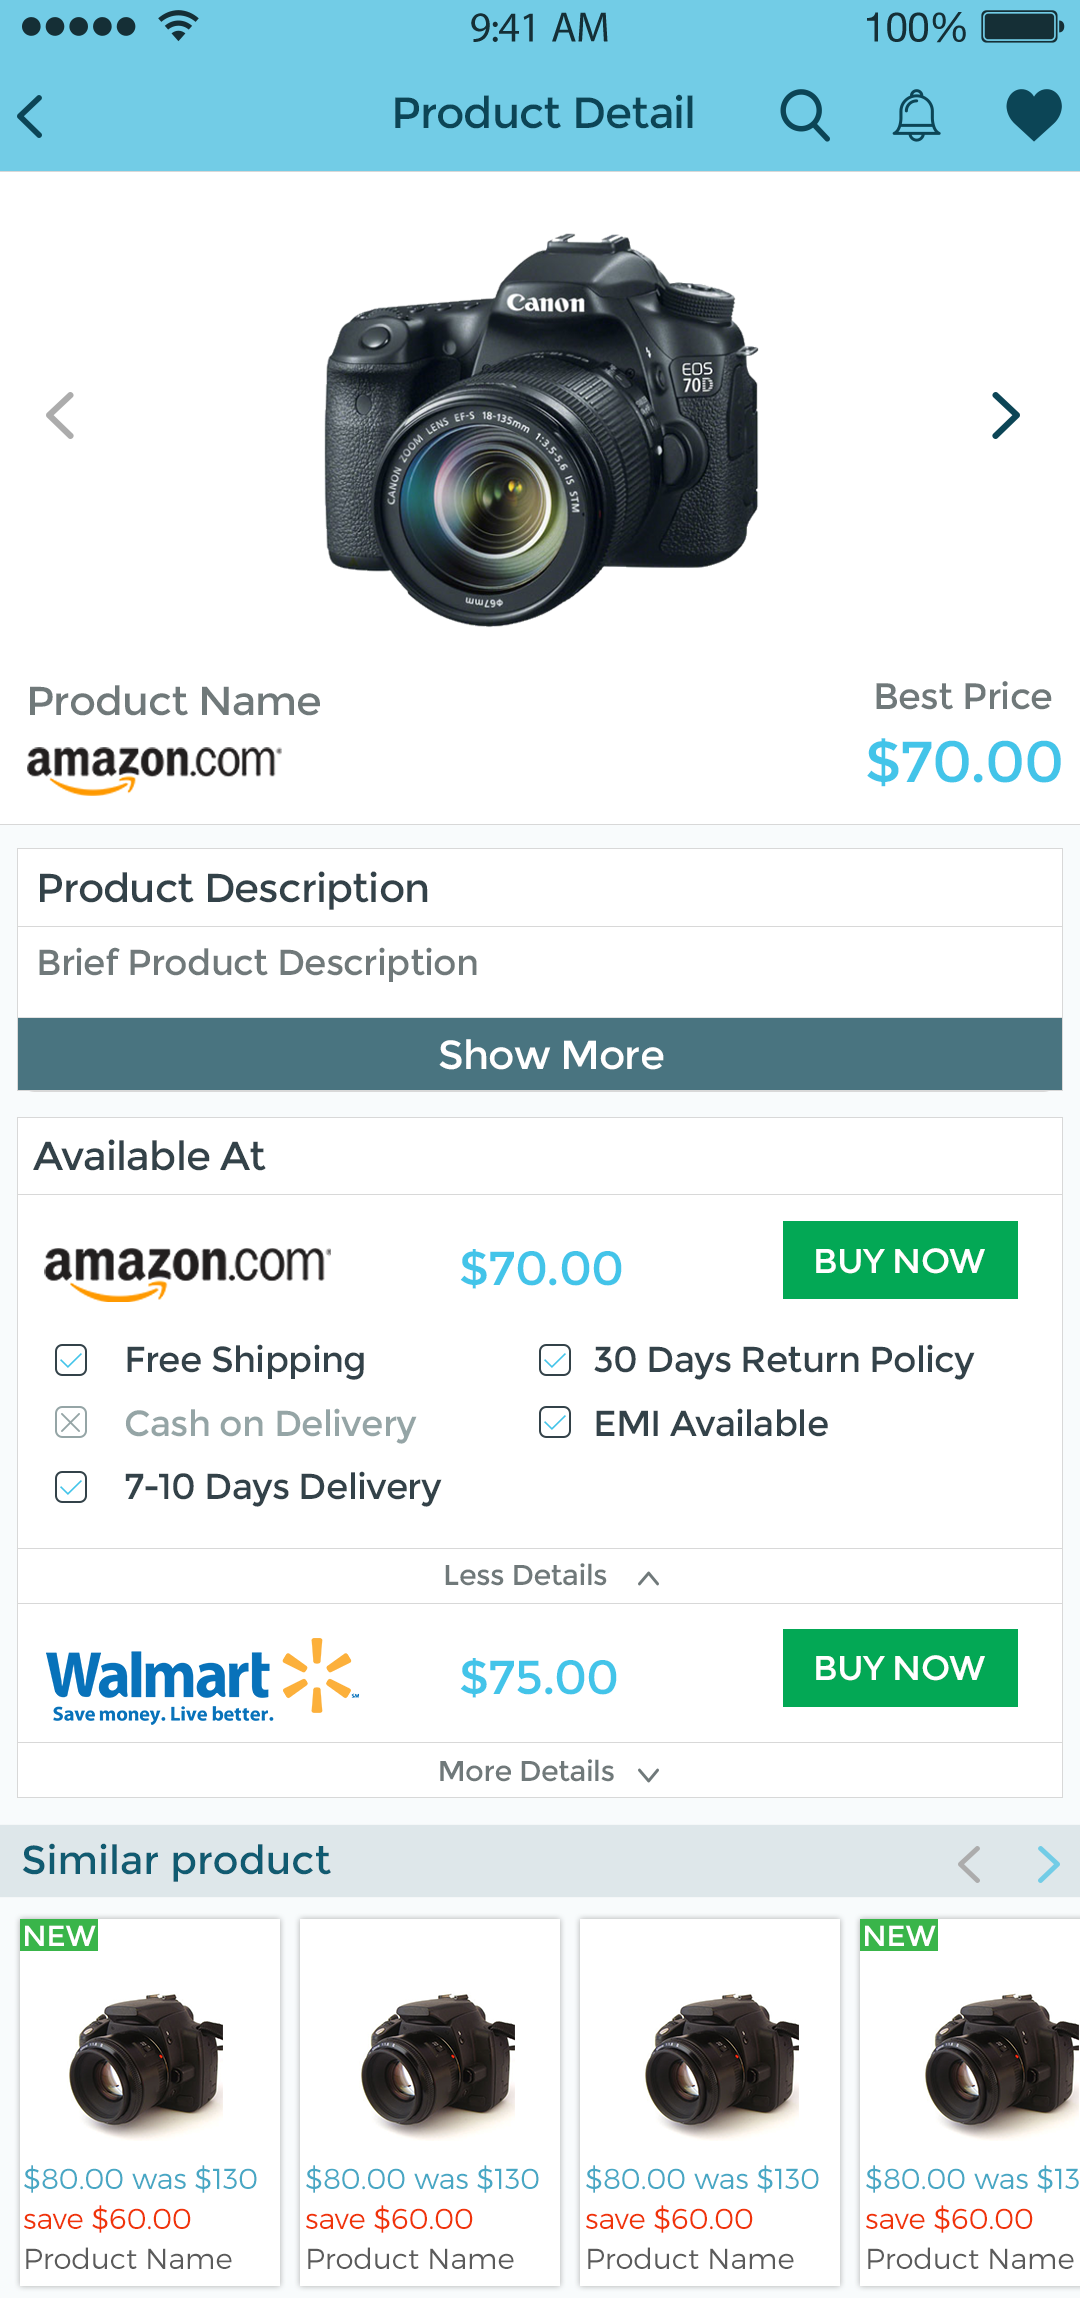 9:41 AM
100%
Product Detail
Canon
EOS
70D
CANON ZOOM LENS EF-S 18-135mm 1:3.5-5.6 IS STM
Φ67mm
Product Name
Best Price
amazon.com
$70.00
Product Description
Brief Product Description
Show More
Available At
amazon.com
$70.00
BUY NOW
Free Shipping
30 Days Return Policy
Cash on Delivery
EMI Available
7-10 Days Delivery
Less Details
Walmart
Save money. Live better.
SM
$75.00
BUY NOW
More Details
Similar product
NEW
NEW
$80.00 was $130
$80.00 was $130
$80.00 was $130
$80.00 was $13
save $60.00
save $60.00
save $60.00
save $60.00
Product Name
Product Name
Product Name
Product Name